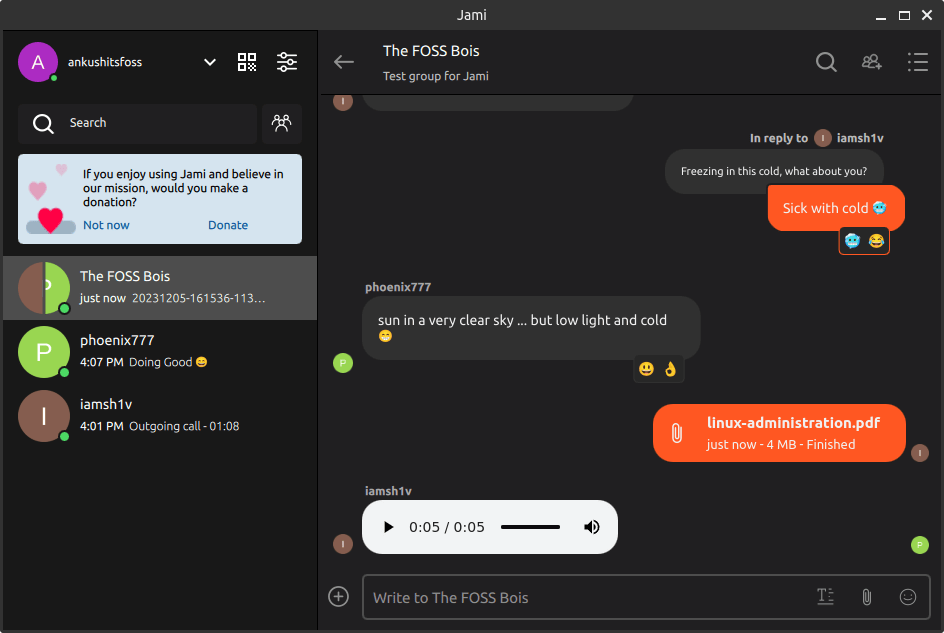 Jami
A
ankushitsfoss
Search
If you enjoy using Jami and believe in
our mission, would you make a
donation?
Not now
Donate
P
The FOSS Bois
just now 20231205-161536-113...
P
phoenix777
4:07 PM Doing Good 😄
I
iamsh1v
4:01 PM Outgoing call - 01:08
The FOSS Bois
Test group for Jami
I
In reply to I iamsh1v
Freezing in this cold, what about you?
Sick with cold 🥶
🥶 😂
phoenix777
sun in a very clear sky ... but low light and cold
😁
P
😃 👌
linux-administration.pdf
just now - 4 MB - Finished
I
iamsh1v
0:05 / 0:05
I
P
Write to The FOSS Bois
T